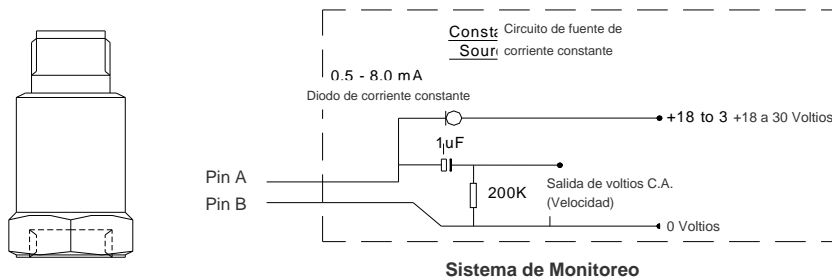 Consta Circuito de fuente de
Sour corriente constante
0.5 - 8.0 mA
Diodo de corriente constante
+18 to 3 +18 a 30 Voltios
1uF
Pin A
200K
Salida de voltios C.A.
Pin B
(Velocidad)
0 Voltios
Sistema de Monitoreo